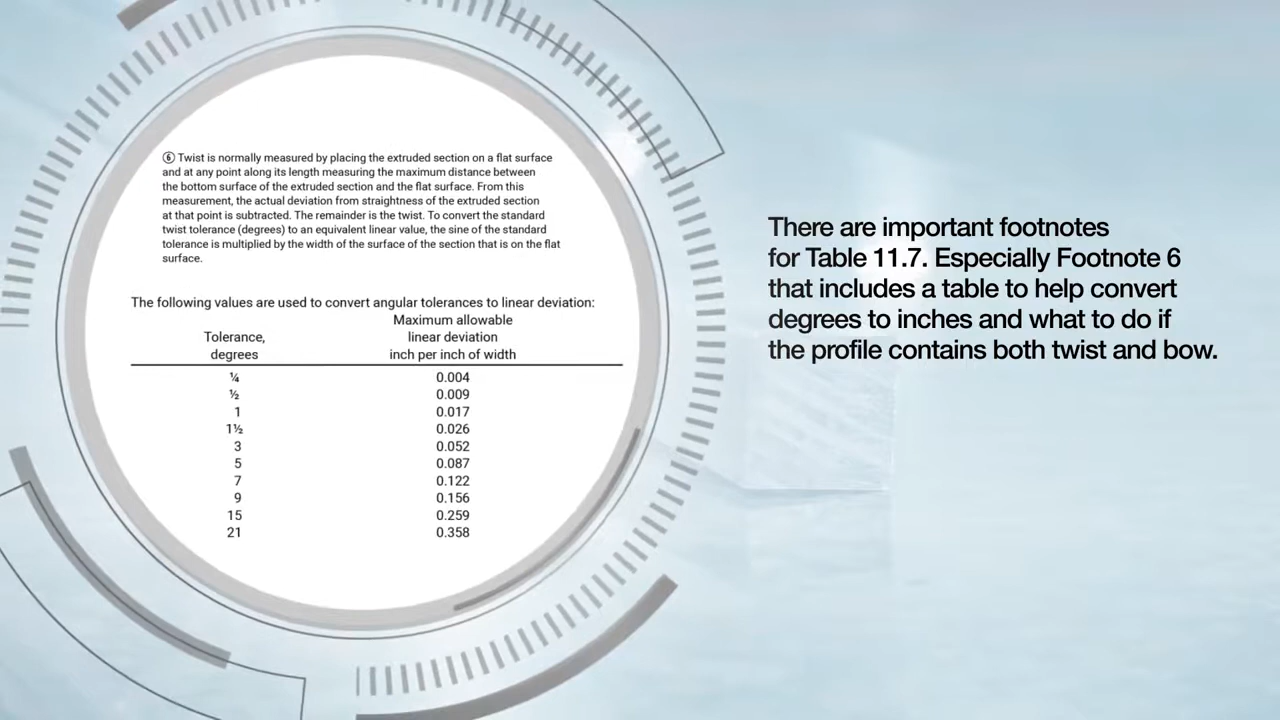 ⑥ Twist is normally measured by placing the extruded section on a flat surface
and at any point along its length measuring the maximum distance between
the bottom surface of the extruded section and the flat surface. From this
measurement, the actual deviation from straightness of the extruded section
at that point is subtracted. The remainder is the twist. To convert the standard
twist tolerance (degrees) to an equivalent linear value, the sine of the standard
tolerance is multiplied by the width of the surface of the section that is on the flat
surface.
The following values are used to convert angular tolerances to linear deviation:
Maximum allowable
Tolerance, linear deviation
degrees inch per inch of width
¼ 0.004
½ 0.009
1 0.017
1½ 0.026
3 0.052
5 0.087
7 0.122
9 0.156
15 0.259
21 0.358
There are important footnotes
for Table 11.7. Especially Footnote 6
that includes a table to help convert
degrees to inches and what to do if
the profile contains both twist and bow.